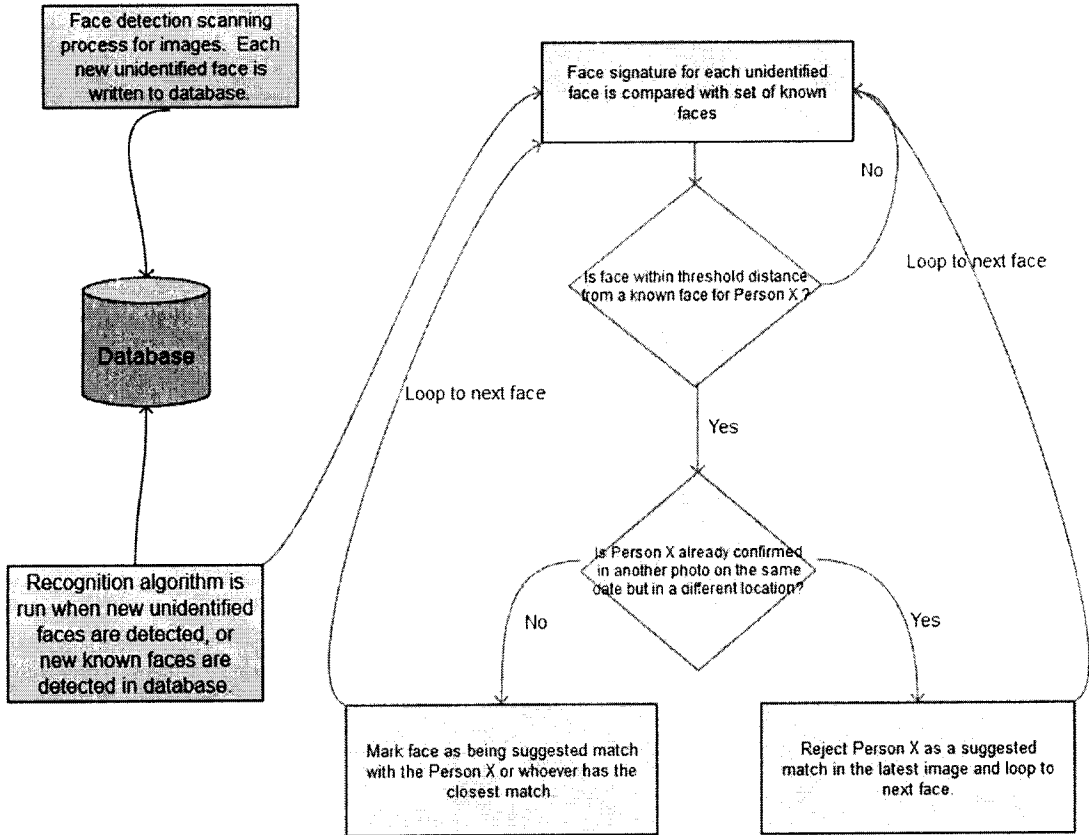 Face detection scanning
process for images. Each
new unidentified face is
written to database.
Face signature for each unidentified
face is compared with set of known
faces
No
Is face within threshold distance
from a known face for Person X ?
Loop to next face
Database
Loop to next face
Yes
Is Person X already confirmed
in another photo on the same
date but in a different location?
Recognition algorithm is
run when new unidentified
faces are detected, or
new known faces are
detected in database.
No
Yes
Mark face as being suggested match
with the Person X or whoever has the
closest match.
Reject Person X as a suggested
match in the latest image and loop to
next face.